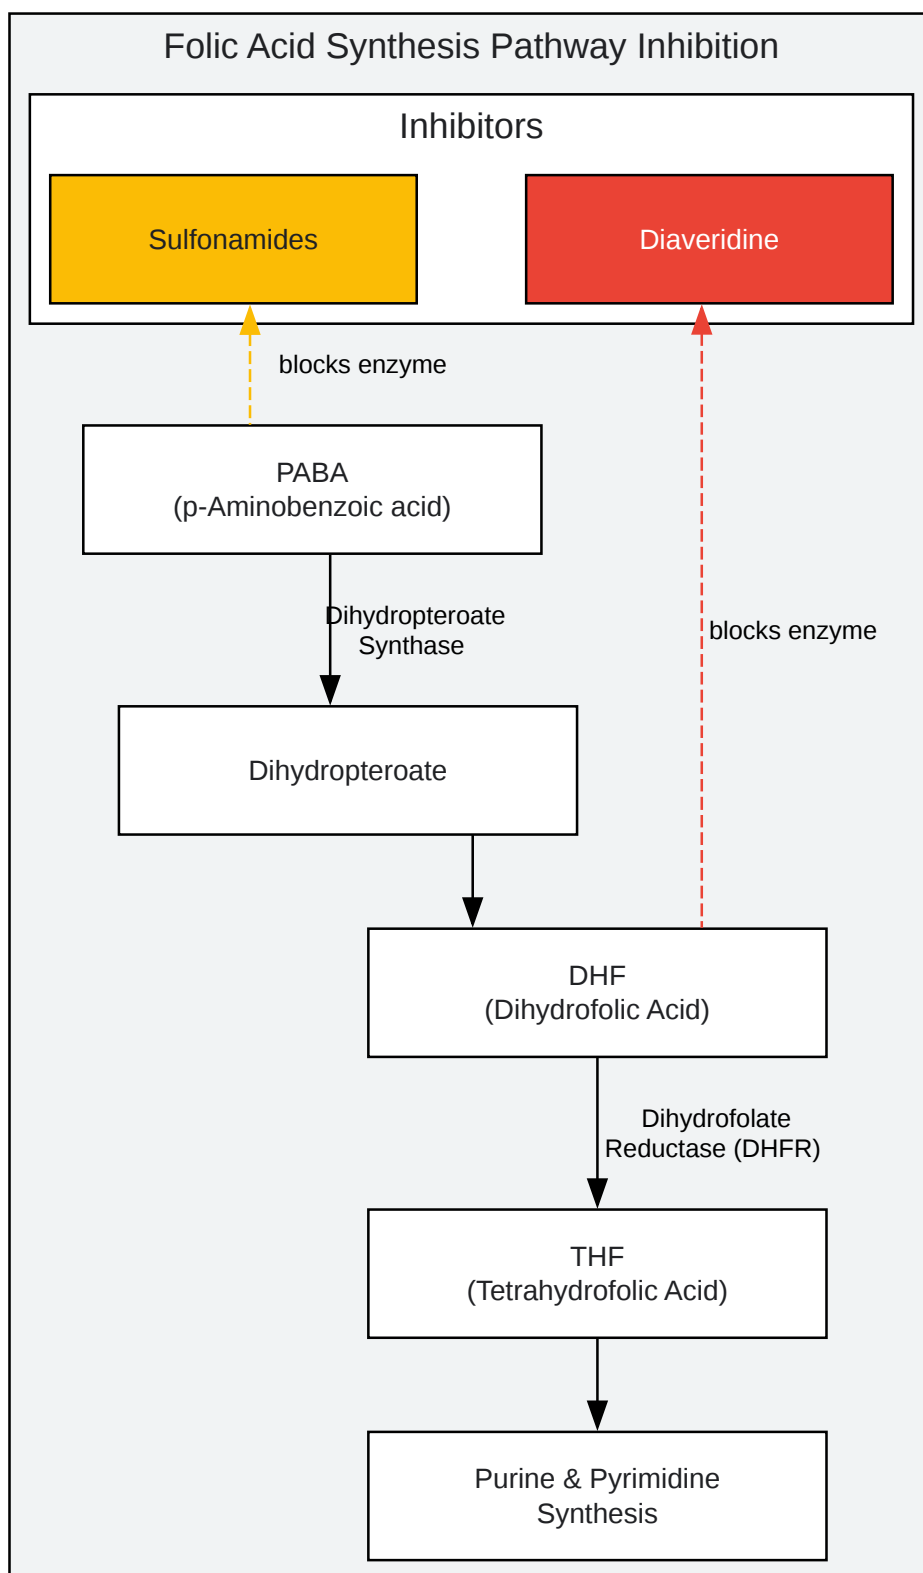 Folic Acid Synthesis Pathway Inhibition
Inhibitors
Sulfonamides
Diaveridine
blocks enzyme
PABA
(p-Aminobenzoic acid)
Dihydropteroate
Synthase
blocks enzyme
Dihydropteroate
DHF
(Dihydrofolic Acid)
Dihydrofolate
Reductase (DHFR)
THF
(Tetrahydrofolic Acid)
Purine & Pyrimidine
Synthesis